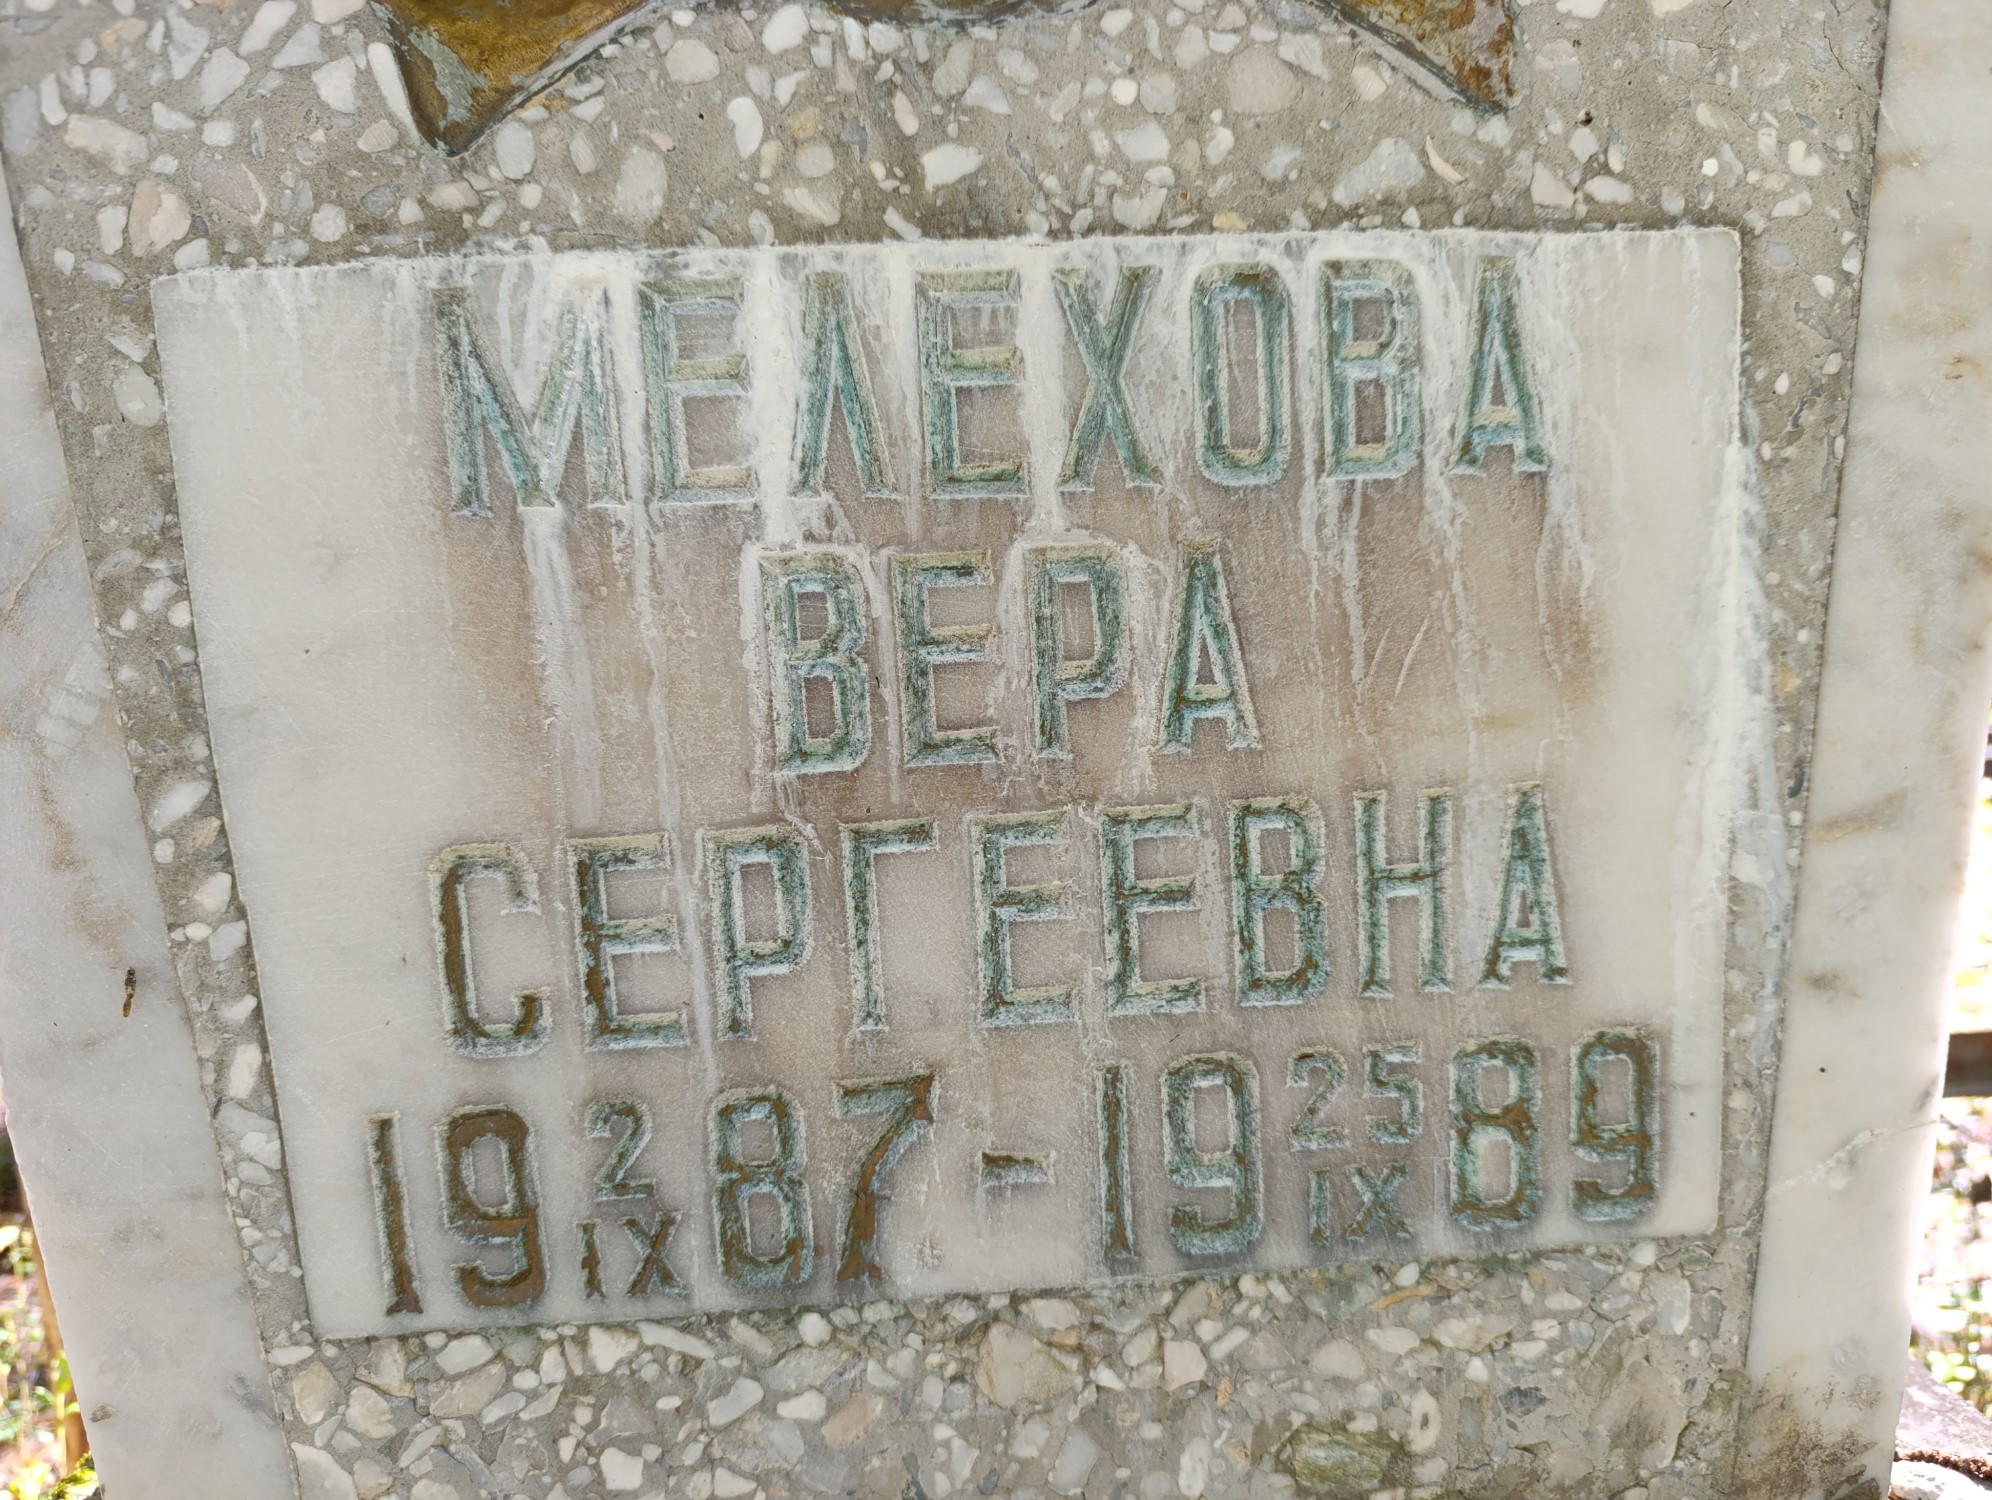 МЕЛЕХОВА
ВЕРА
СЕРГЕЕВНА
19 2/IX 87 - 19 25/IX 89